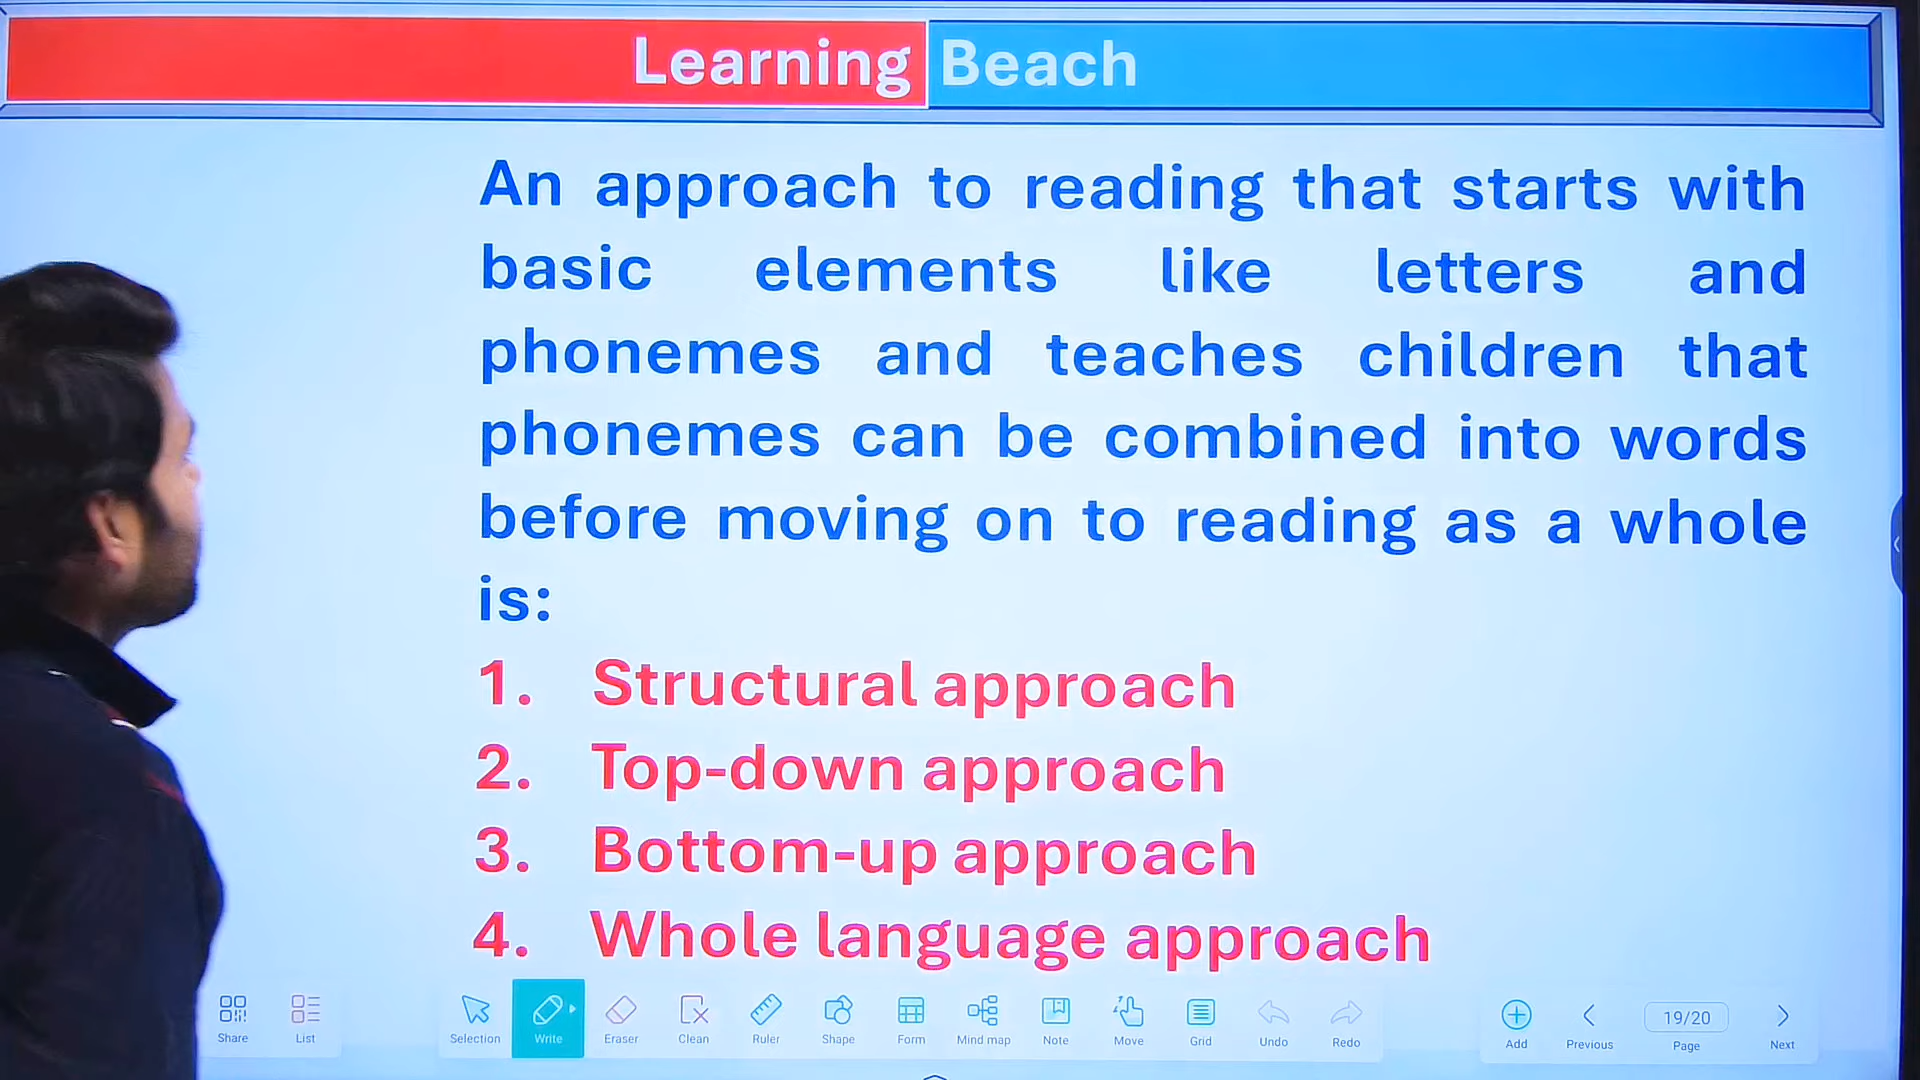 Learning Beach
An approach to reading that starts with
basic elements like letters and
phonemes and teaches children that
phonemes can be combined into words
before moving on to reading as a whole
is:
1. Structural approach
2. Top-down approach
3. Bottom-up approach
4. Whole language approach
Share List Selection Write Eraser Clean Ruler Shape Form Mind map Note Move Grid Undo Redo Add Previous 19/20 Page Next